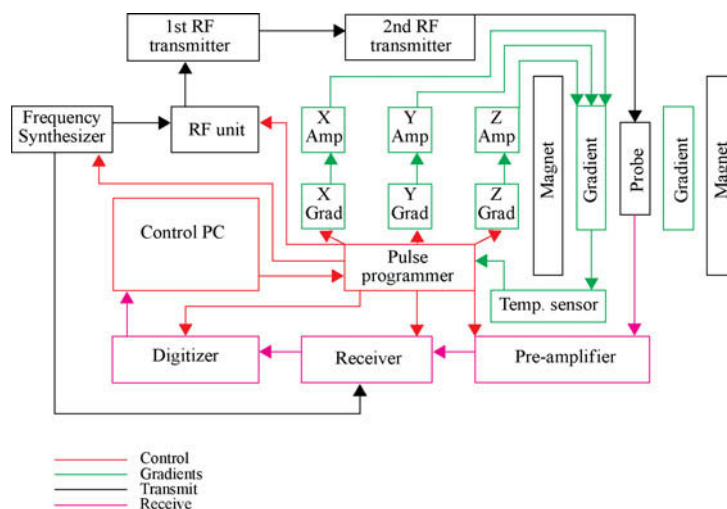 1st RF
transmitter
2nd RF
transmitter
Frequency
Synthesizer
RF unit
X
Amp
Y
Amp
Z
Amp
Magnet
Gradient
Probe
Gradient
Magnet
X
Grad
Y
Grad
Z
Grad
Control PC
Pulse
programmer
Temp. sensor
Digitizer
Receiver
Pre-amplifier
Control
Gradients
Transmit
Receive